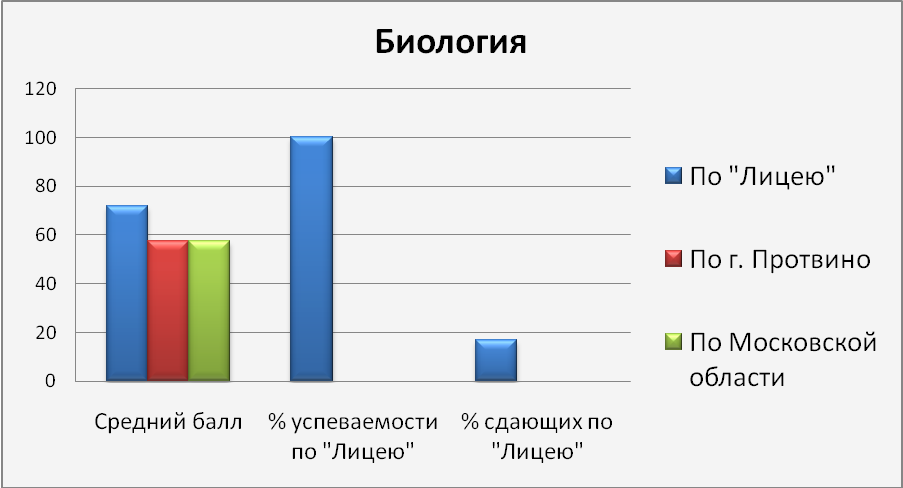 Биология
120
100
80
60
40
20
0
Средний балл
% успеваемости
по "Лицею"
% сдающих по
"Лицею"
По "Лицею"
По г. Протвино
По Московской
области